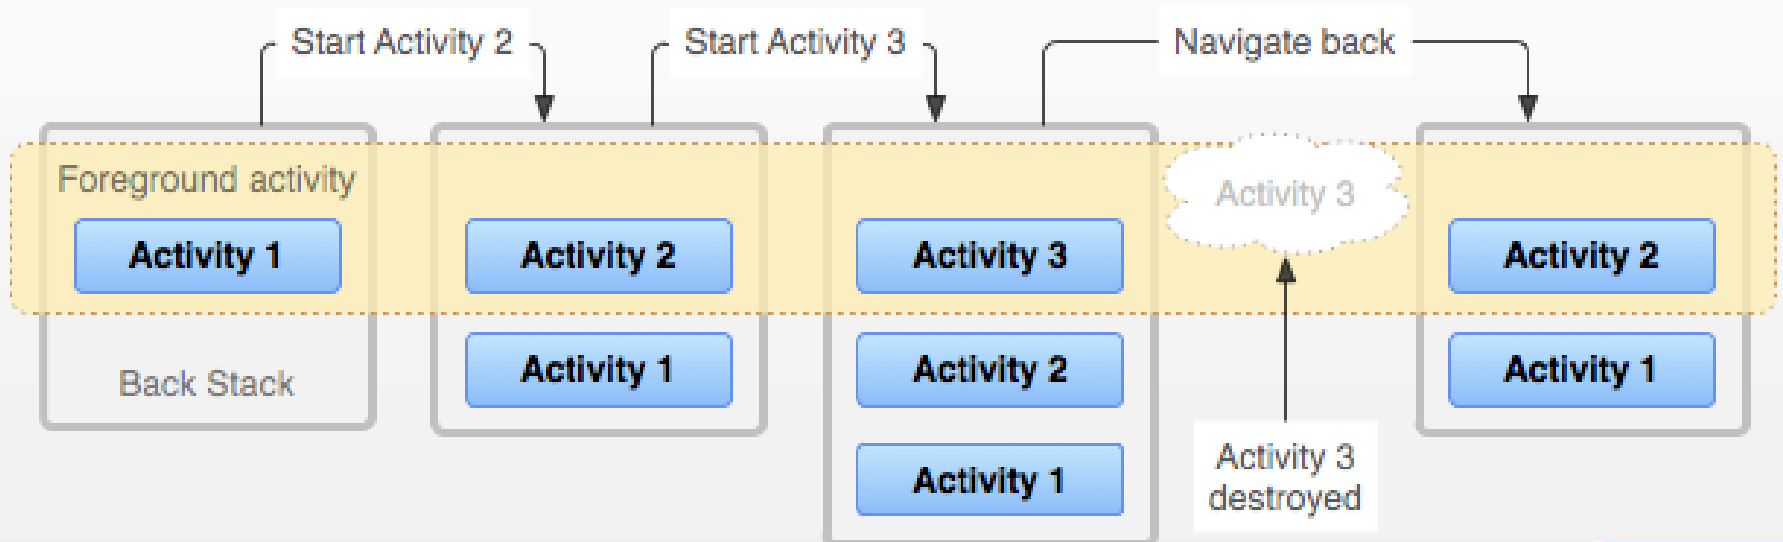 Start Activity 2
Start Activity 3
Navigate back
Foreground activity
Activity 1
Back Stack
Activity 2
Activity 1
Activity 3
Activity 2
Activity 1
Activity 3
Activity 3
destroyed
Activity 2
Activity 1